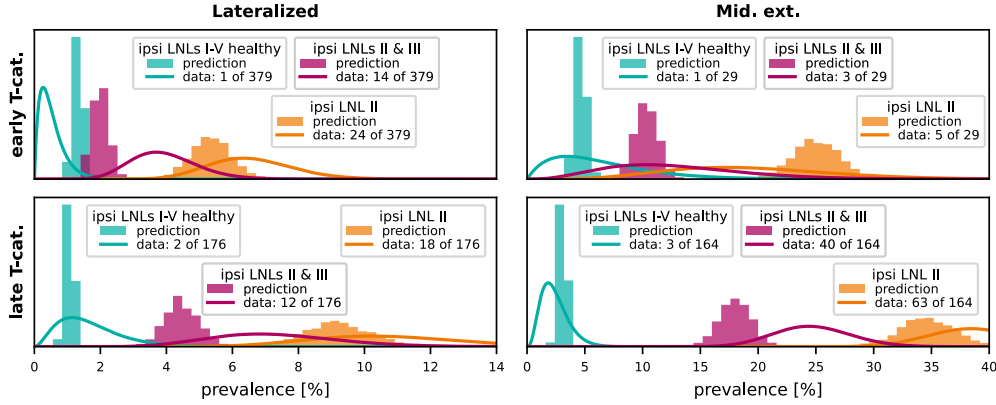 Lateralized
Mid. ext.
early T-cat.
ipsi LNLs I-V healthy
prediction
data: 1 of 379
ipsi LNLs II & III
prediction
data: 14 of 379
ipsi LNL II
prediction
data: 24 of 379
ipsi LNLs I-V healthy
prediction
data: 1 of 29
ipsi LNLs II & III
prediction
data: 3 of 29
ipsi LNL II
prediction
data: 5 of 29
late T-cat.
ipsi LNLs I-V healthy
prediction
data: 2 of 176
ipsi LNL II
prediction
data: 18 of 176
ipsi LNLs II & III
prediction
data: 12 of 176
ipsi LNLs I-V healthy
prediction
data: 3 of 164
ipsi LNLs II & III
prediction
data: 40 of 164
ipsi LNL II
prediction
data: 63 of 164
0 2 4 6 8 10 12 14
0 5 10 15 20 25 30 35 40
prevalence [%]
prevalence [%]